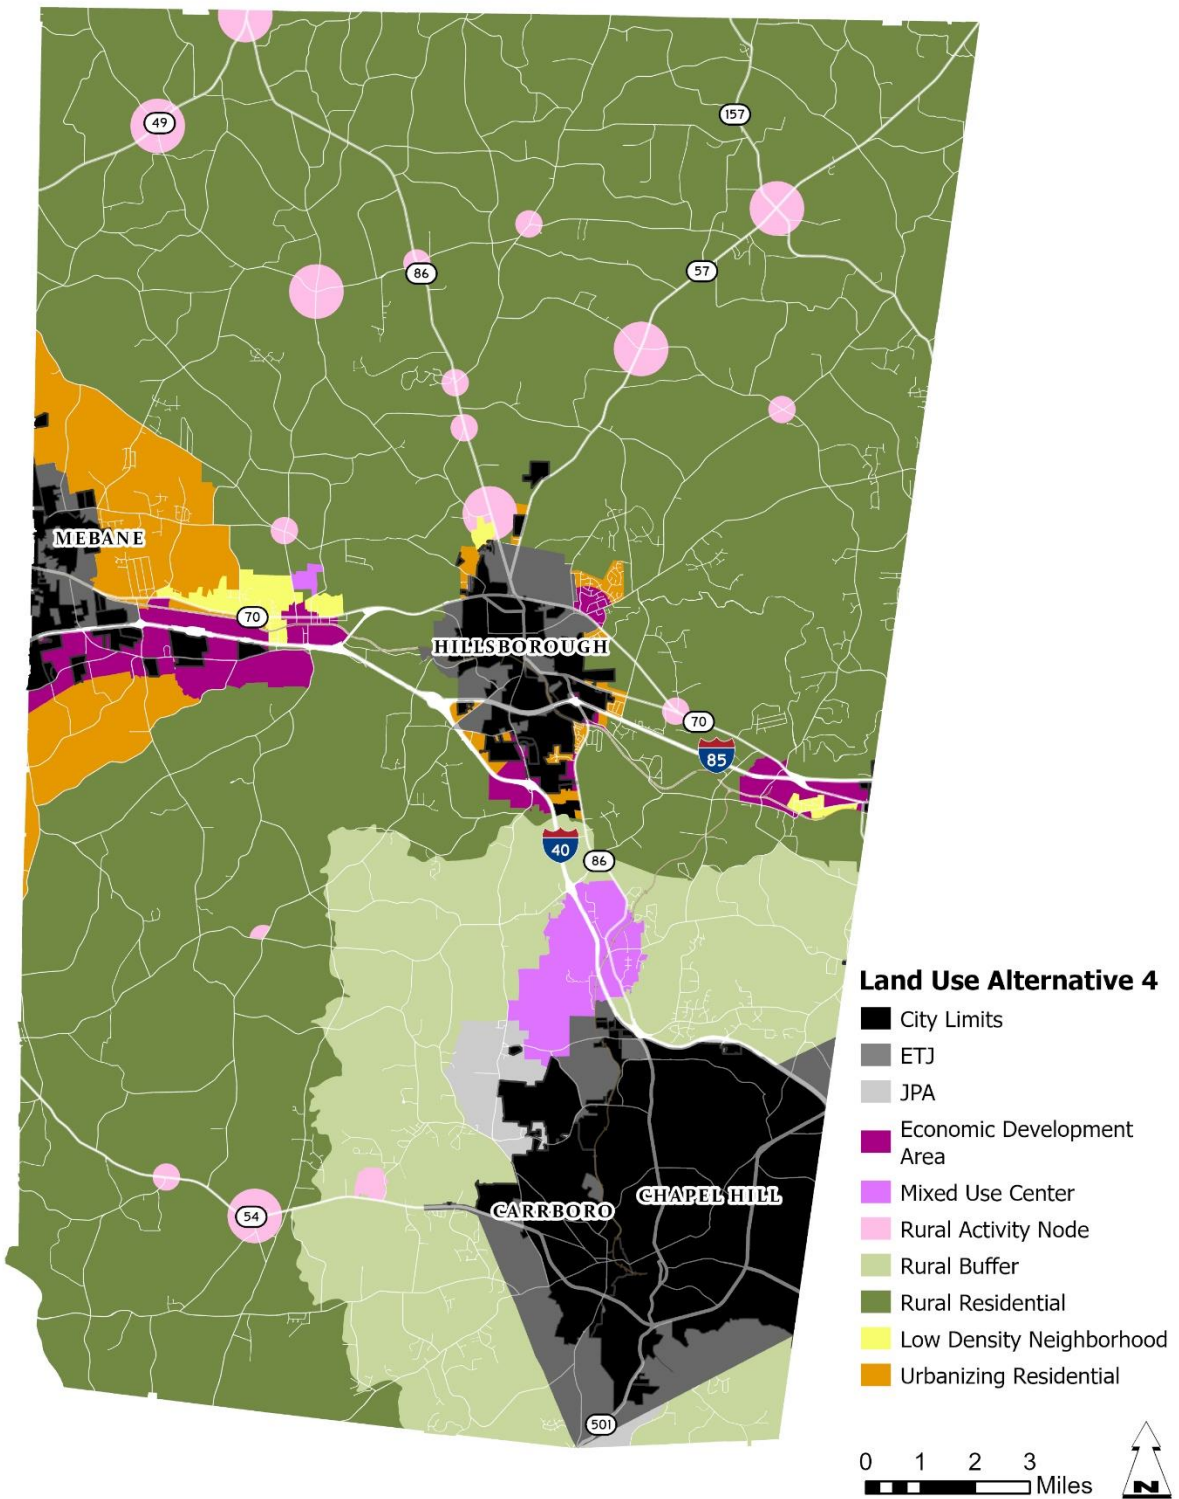 49
157
86
57
MEBANE
70
HILLSBOROUGH
70
85
40
86
Land Use Alternative 4
City Limits
ETJ
JPA
Economic Development
Area
Mixed Use Center
Rural Activity Node
Rural Buffer
Rural Residential
Low Density Neighborhood
Urbanizing Residential
CHAPEL HILL
CARRBORO
54
501
0 1 2 3
Miles
N